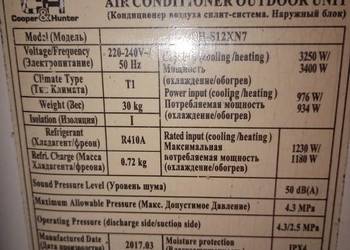 Cooper&Hunter
AIR CONDITIONER OUTDOOR UNIT
(Кондиционер воздуха сплит-система. Наружный блок)
Model (Модель)
S12XN7
Voltage/Frequency
(Электропитание)
220-240V~/
50 Hz
(cooling /heating)
Мощность
(охлаждение/обогрев)
3250 W/
3400 W
Climate Type
(Тип Климата)
T1
(cooling /heating)
Потребляемая мощность
(охлаждение/обогрев)
976 W/
934 W
Weight (Вес)
30 kg
Isolation (Изоляция)
I
Refrigerant
(Хладагент/фреон)
R410A
Rated input (cooling /heating)
Максимальная
потребляемая мощность
(охлаждение/обогрев)
1230 W/
1180 W
Refri. Charge (Масса
Хладагента/фреона)
0.72 kg
Sound Pressure Level (Уровень шума)
50 dB(A)
Maximum Allowable Pressure (Макс. Допустимое Давление)
4.3 MPa
Operating Pressure (discharge side/suction side)
4.3/2.5 MPa
Manufactured Date
2017.03
Moisture protection
IPX4